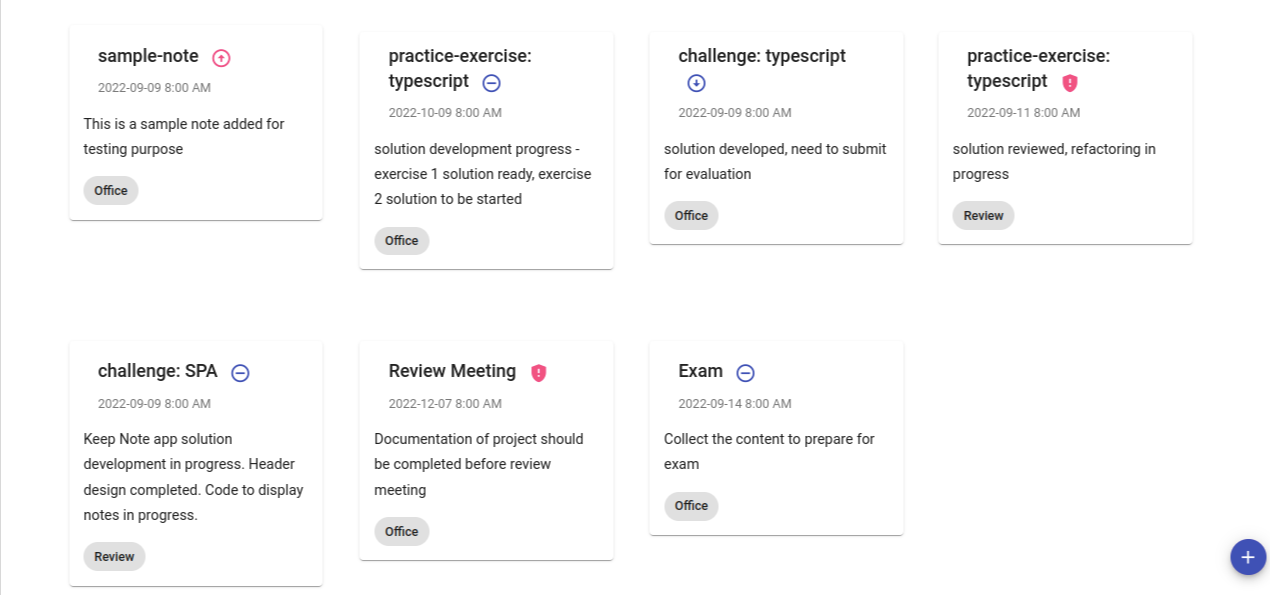 sample-note
2022-09-09 8:00 AM
This is a sample note added for
testing purpose
Office
practice-exercise:
typescript
2022-10-09 8:00 AM
solution development progress -
exercise 1 solution ready, exercise
2 solution to be started
Office
challenge: typescript
2022-09-09 8:00 AM
solution developed, need to submit
for evaluation
Office
practice-exercise:
typescript
2022-09-11 8:00 AM
solution reviewed, refactoring in
progress
Review
challenge: SPA
2022-09-09 8:00 AM
Keep Note app solution
development in progress. Header
design completed. Code to display
notes in progress.
Review
Review Meeting
2022-12-07 8:00 AM
Documentation of project should
be completed before review
meeting
Office
Exam
2022-09-14 8:00 AM
Collect the content to prepare for
exam
Office